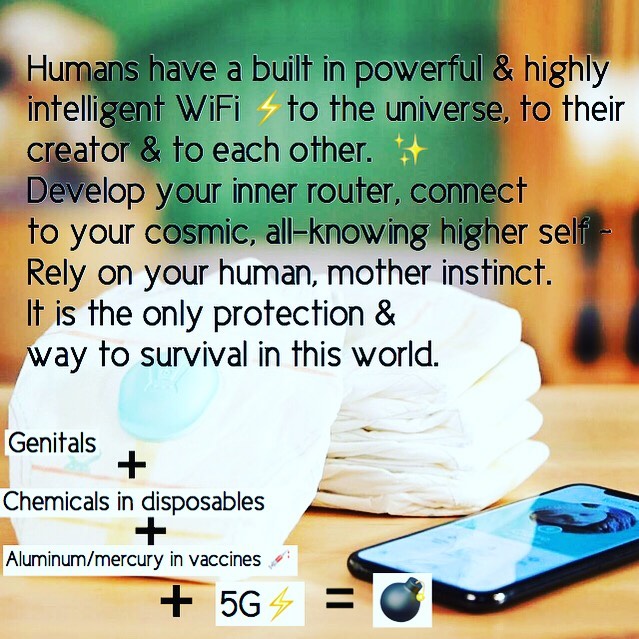 Humans have a built in powerful & highly
intelligent WiFi ⚡to the universe, to their
creator & to each other. ✨
Develop your inner router, connect
to your cosmic, all-knowing higher self ~
Rely on your human, mother instinct.
It is the only protection &
way to survival in this world.
Genitals
+
Chemicals in disposables
+
Aluminum/mercury in vaccines 💉
+ 5G⚡ = 💣